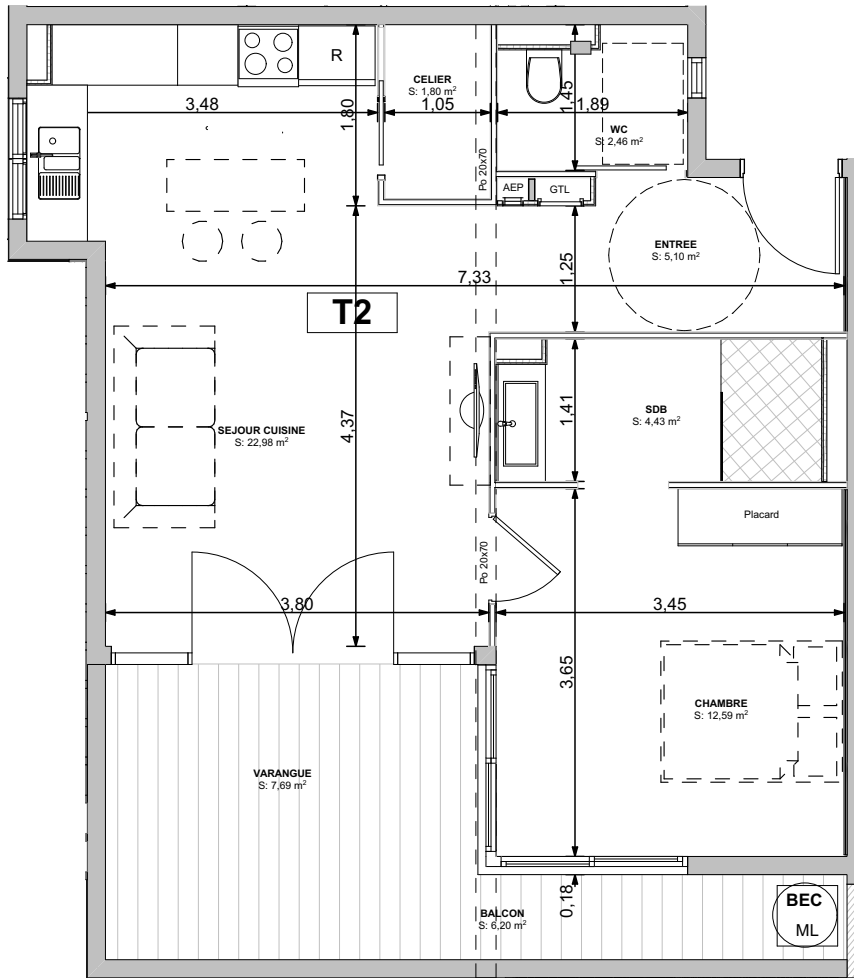 R
CELIER
S: 1,80 m²
3,48
1,80
1,05
1,45
1,89
WC
S: 2,46 m²
Po 20x70
AEP
GTL
ENTREE
S: 5,10 m²
1,25
7,33
T2
SEJOUR CUISINE
S: 22,98 m²
4,37
1,41
SDB
S: 4,43 m²
Placard
Po 20x70
3,80
3,45
3,65
CHAMBRE
S: 12,59 m²
VARANGUE
S: 7,69 m²
0,18
BALCON
S: 6,20 m²
BEC
ML